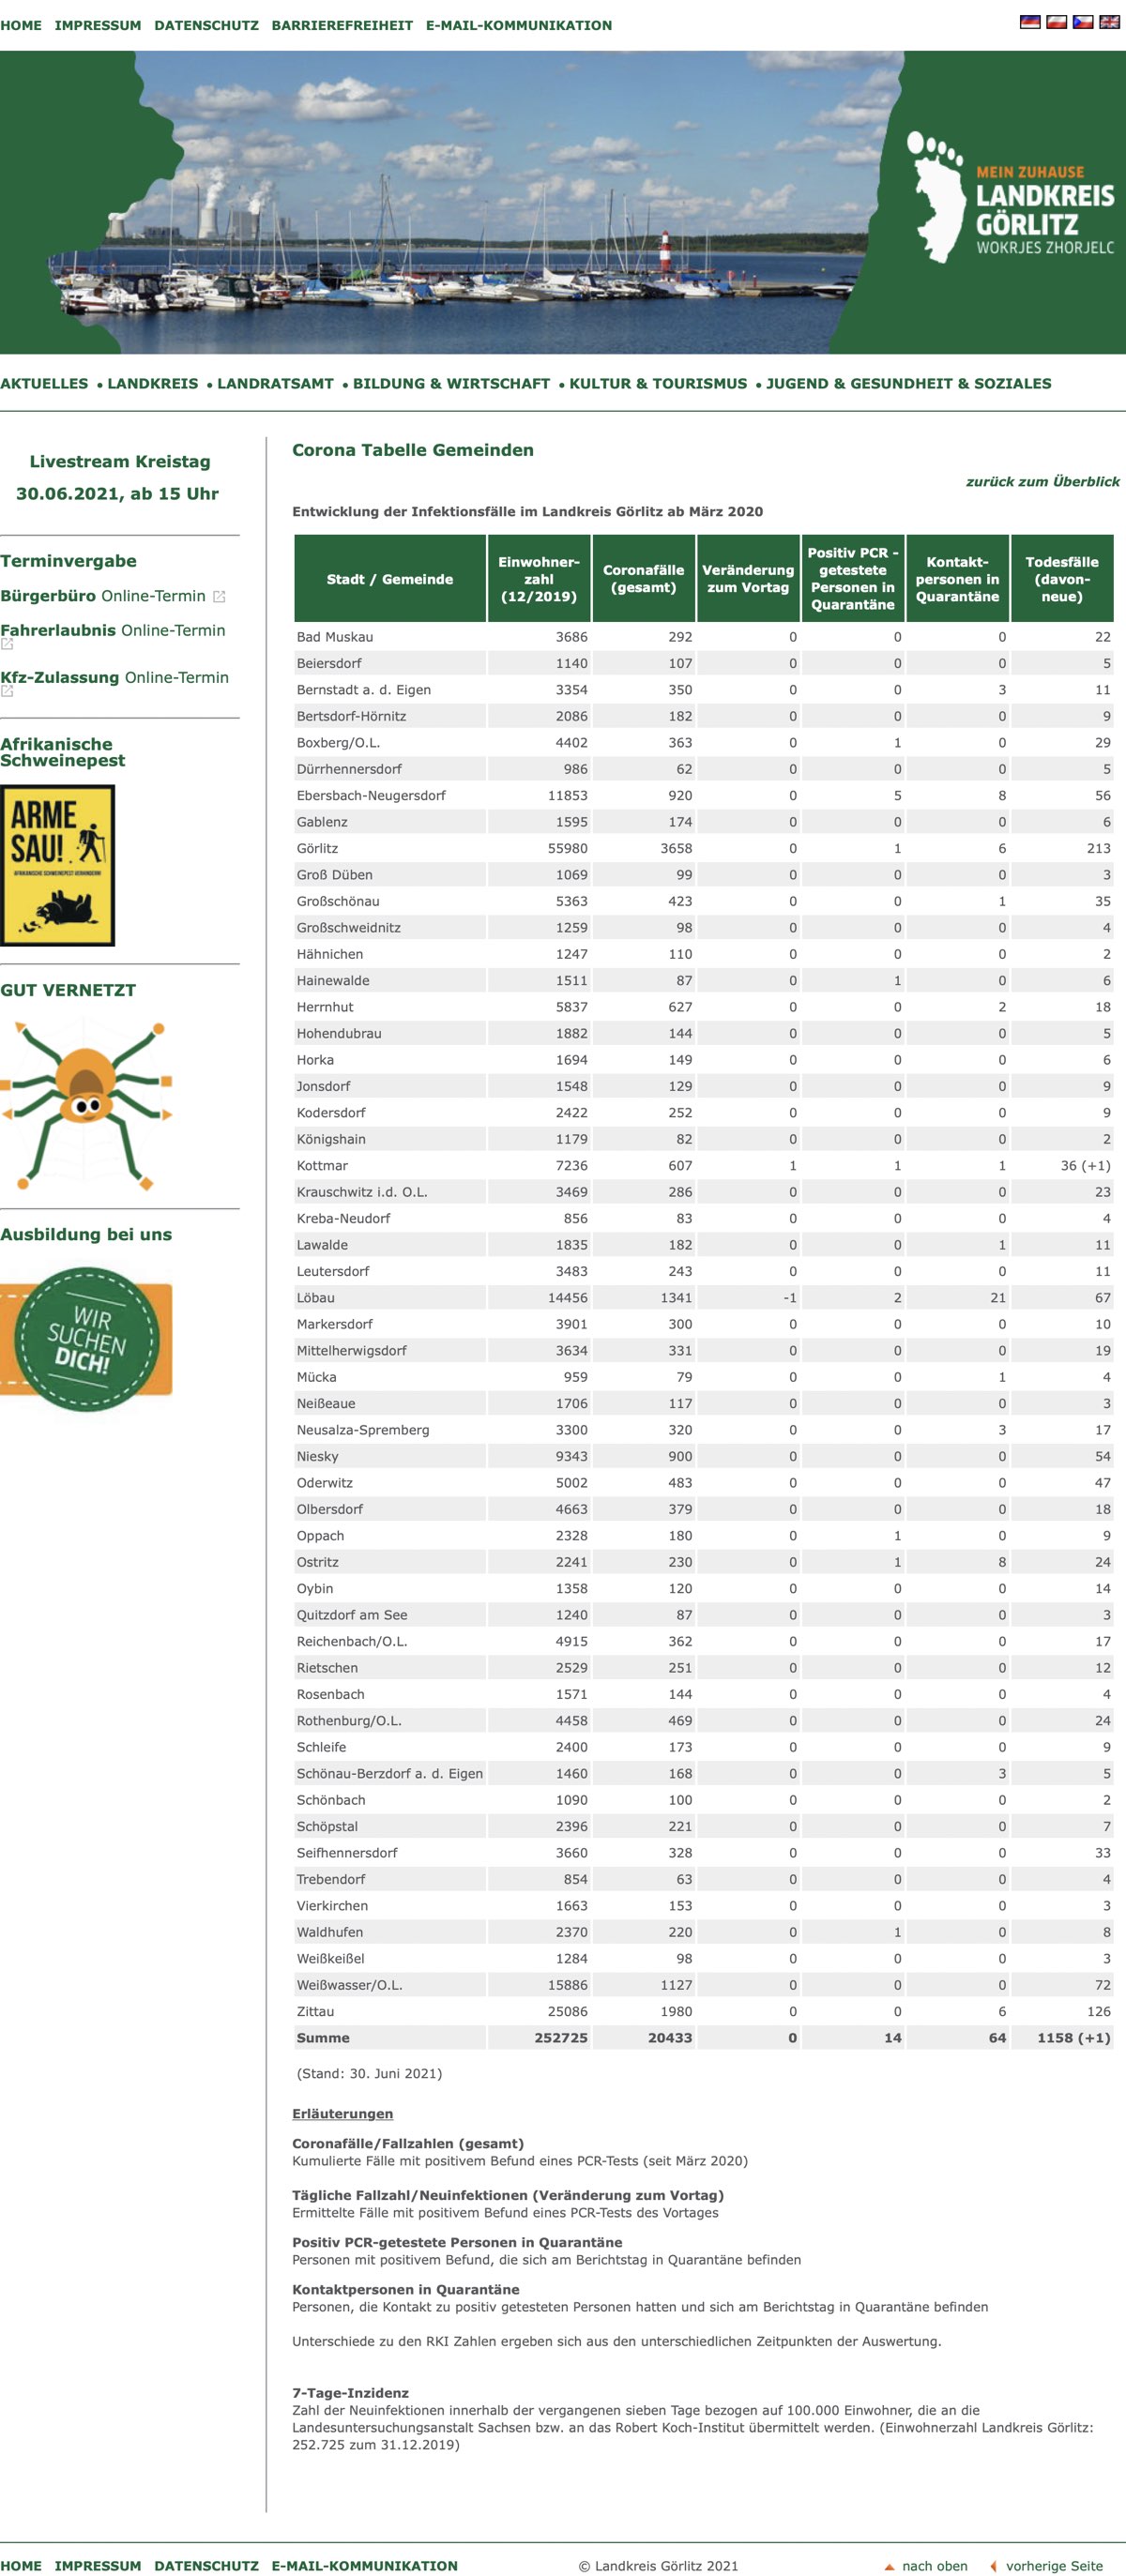 HOME IMPRESSUM DATENSCHUTZ BARRIEREFREIHEIT E-MAIL-KOMMUNIKATION
MEIN ZUHAUSE
LANDKREIS
GÖRLITZ
WOKRJES ZHORJELC
AKTUELLES • LANDKREIS • LANDRATSAMT • BILDUNG & WIRTSCHAFT • KULTUR & TOURISMUS • JUGEND & GESUNDHEIT & SOZIALES
Livestream Kreistag
30.06.2021, ab 15 Uhr
Terminvergabe
Bürgerbüro Online-Termin
Fahrerlaubnis Online-Termin
Kfz-Zulassung Online-Termin
Afrikanische
Schweinepest
ARME
SAU!
AFRIKANISCHE SCHWEINEPEST VERHINDERN!
GUT VERNETZT
Ausbildung bei uns
WIR
SUCHEN
DICH!
Corona Tabelle Gemeinden
zurück zum Überblick
Entwicklung der Infektionsfälle im Landkreis Görlitz ab März 2020
Stadt / Gemeinde Einwohner-zahl (12/2019) Coronafälle (gesamt) Veränderung zum Vortag Positiv PCR - getestete Personen in Quarantäne Kontakt-personen in Quarantäne Todesfälle (davon-neue)
Bad Muskau 3686 292 0 0 0 22
Beiersdorf 1140 107 0 0 0 5
Bernstadt a. d. Eigen 3354 350 0 0 3 11
Bertsdorf-Hörnitz 2086 182 0 0 0 9
Boxberg/O.L. 4402 363 0 1 0 29
Dürrhennersdorf 986 62 0 0 0 5
Ebersbach-Neugersdorf 11853 920 0 5 8 56
Gablenz 1595 174 0 0 0 6
Görlitz 55980 3658 0 1 6 213
Groß Düben 1069 99 0 0 0 3
Großschönau 5363 423 0 0 1 35
Großschweidnitz 1259 98 0 0 0 4
Hähnichen 1247 110 0 0 0 2
Hainewalde 1511 87 0 1 0 6
Herrnhut 5837 627 0 0 2 18
Hohendubrau 1882 144 0 0 0 5
Horka 1694 149 0 0 0 6
Jonsdorf 1548 129 0 0 0 9
Kodersdorf 2422 252 0 0 0 9
Königshain 1179 82 0 0 0 2
Kottmar 7236 607 1 1 1 36 (+1)
Krauschwitz i.d. O.L. 3469 286 0 0 0 23
Kreba-Neudorf 856 83 0 0 0 4
Lawalde 1835 182 0 0 1 11
Leutersdorf 3483 243 0 0 0 11
Löbau 14456 1341 -1 2 21 67
Markersdorf 3901 300 0 0 0 10
Mittelherwigsdorf 3634 331 0 0 0 19
Mücka 959 79 0 0 1 4
Neißeaue 1706 117 0 0 0 3
Neusalza-Spremberg 3300 320 0 0 3 17
Niesky 9343 900 0 0 0 54
Oderwitz 5002 483 0 0 0 47
Olbersdorf 4663 379 0 0 0 18
Oppach 2328 180 0 1 0 9
Ostritz 2241 230 0 1 8 24
Oybin 1358 120 0 0 0 14
Quitzdorf am See 1240 87 0 0 0 3
Reichenbach/O.L. 4915 362 0 0 0 17
Rietschen 2529 251 0 0 0 12
Rosenbach 1571 144 0 0 0 4
Rothenburg/O.L. 4458 469 0 0 0 24
Schleife 2400 173 0 0 0 9
Schönau-Berzdorf a. d. Eigen 1460 168 0 0 3 5
Schönbach 1090 100 0 0 0 2
Schöpstal 2396 221 0 0 0 7
Seifhennersdorf 3660 328 0 0 0 33
Trebendorf 854 63 0 0 0 4
Vierkirchen 1663 153 0 0 0 3
Waldhufen 2370 220 0 1 0 8
Weißkeißel 1284 98 0 0 0 3
Weißwasser/O.L. 15886 1127 0 0 0 72
Zittau 25086 1980 0 0 6 126
Summe 252725 20433 0 14 64 1158 (+1)
(Stand: 30. Juni 2021)
Erläuterungen
Coronafälle/Fallzahlen (gesamt)
Kumulierte Fälle mit positivem Befund eines PCR-Tests (seit März 2020)
Tägliche Fallzahl/Neuinfektionen (Veränderung zum Vortag)
Ermittelte Fälle mit positivem Befund eines PCR-Tests des Vortages
Positiv PCR-getestete Personen in Quarantäne
Personen mit positivem Befund, die sich am Berichtstag in Quarantäne befinden
Kontaktpersonen in Quarantäne
Personen, die Kontakt zu positiv getesteten Personen hatten und sich am Berichtstag in Quarantäne befinden
Unterschiede zu den RKI Zahlen ergeben sich aus den unterschiedlichen Zeitpunkten der Auswertung.
7-Tage-Inzidenz
Zahl der Neuinfektionen innerhalb der vergangenen sieben Tage bezogen auf 100.000 Einwohner, die an die
Landesuntersuchungsanstalt Sachsen bzw. an das Robert Koch-Institut übermittelt werden. (Einwohnerzahl Landkreis Görlitz:
252.725 zum 31.12.2019)
HOME IMPRESSUM DATENSCHUTZ E-MAIL-KOMMUNIKATION © Landkreis Görlitz 2021 nach oben vorherige Seite